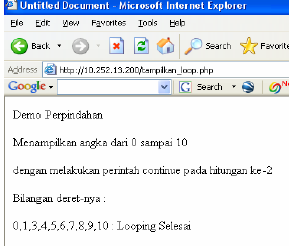 Untitled Document - Microsoft Internet Explorer
File Edit View Favorites Tools Help
Back Search Favorite
Address http://10.252.13.200/tampilkan_loop.php
Google G Search
Demo Perpindahan
Menampilkan angka dari 0 sampai 10
dengan melakukan perintah continue pada hitungan ke-2
Bilangan deret-nya :
0,1,3,4,5,6,7,8,9,10 : Looping Selesai